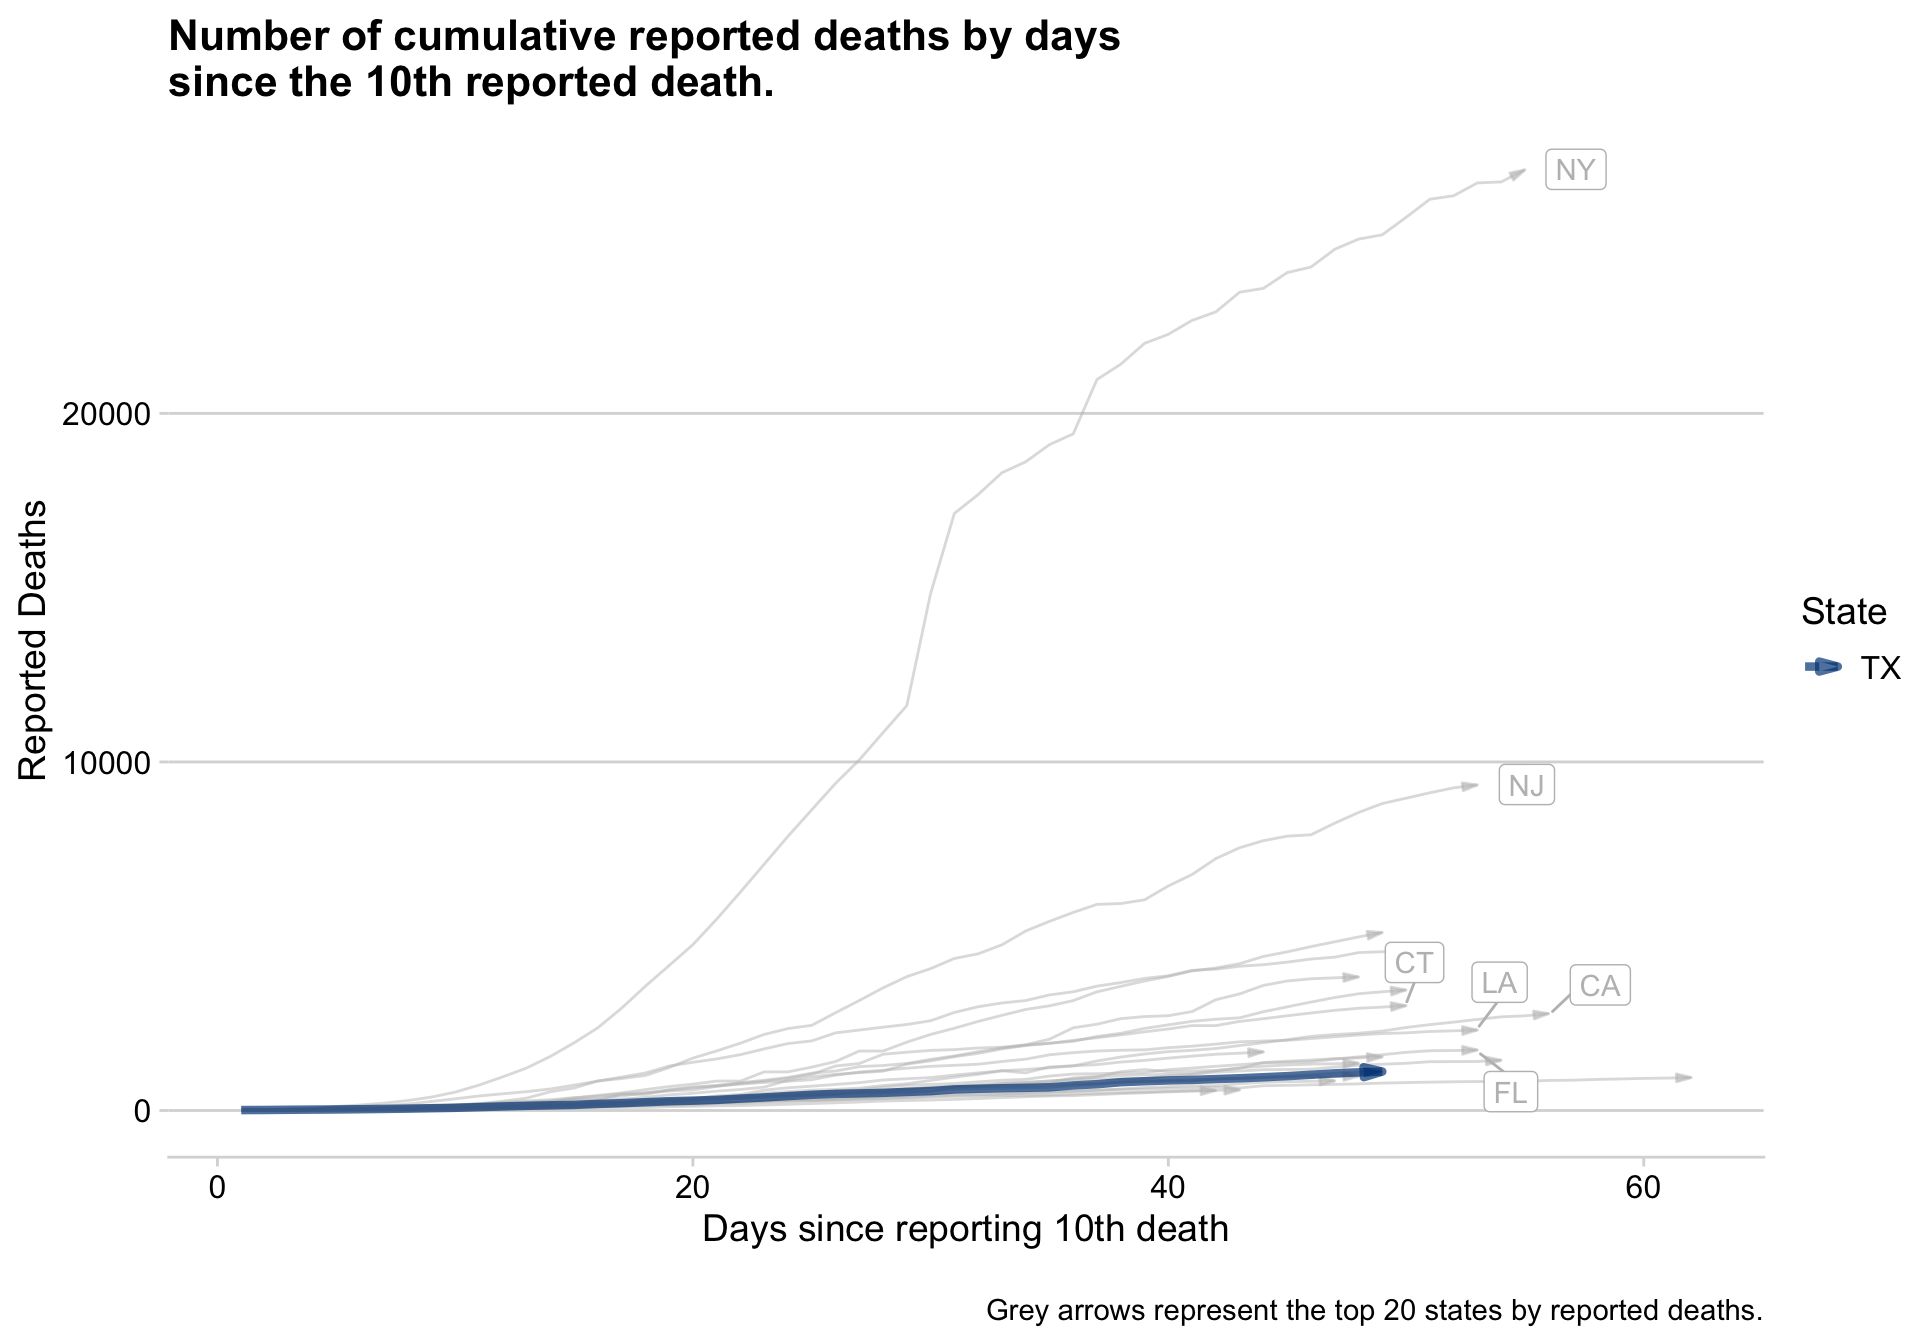 Number of cumulative reported deaths by days
since the 10th reported death.
NY
20000
Reported Deaths
State
TX
10000
NJ
CT
LA
CA
FL
0
0 20 40 60
Days since reporting 10th death
Grey arrows represent the top 20 states by reported deaths.